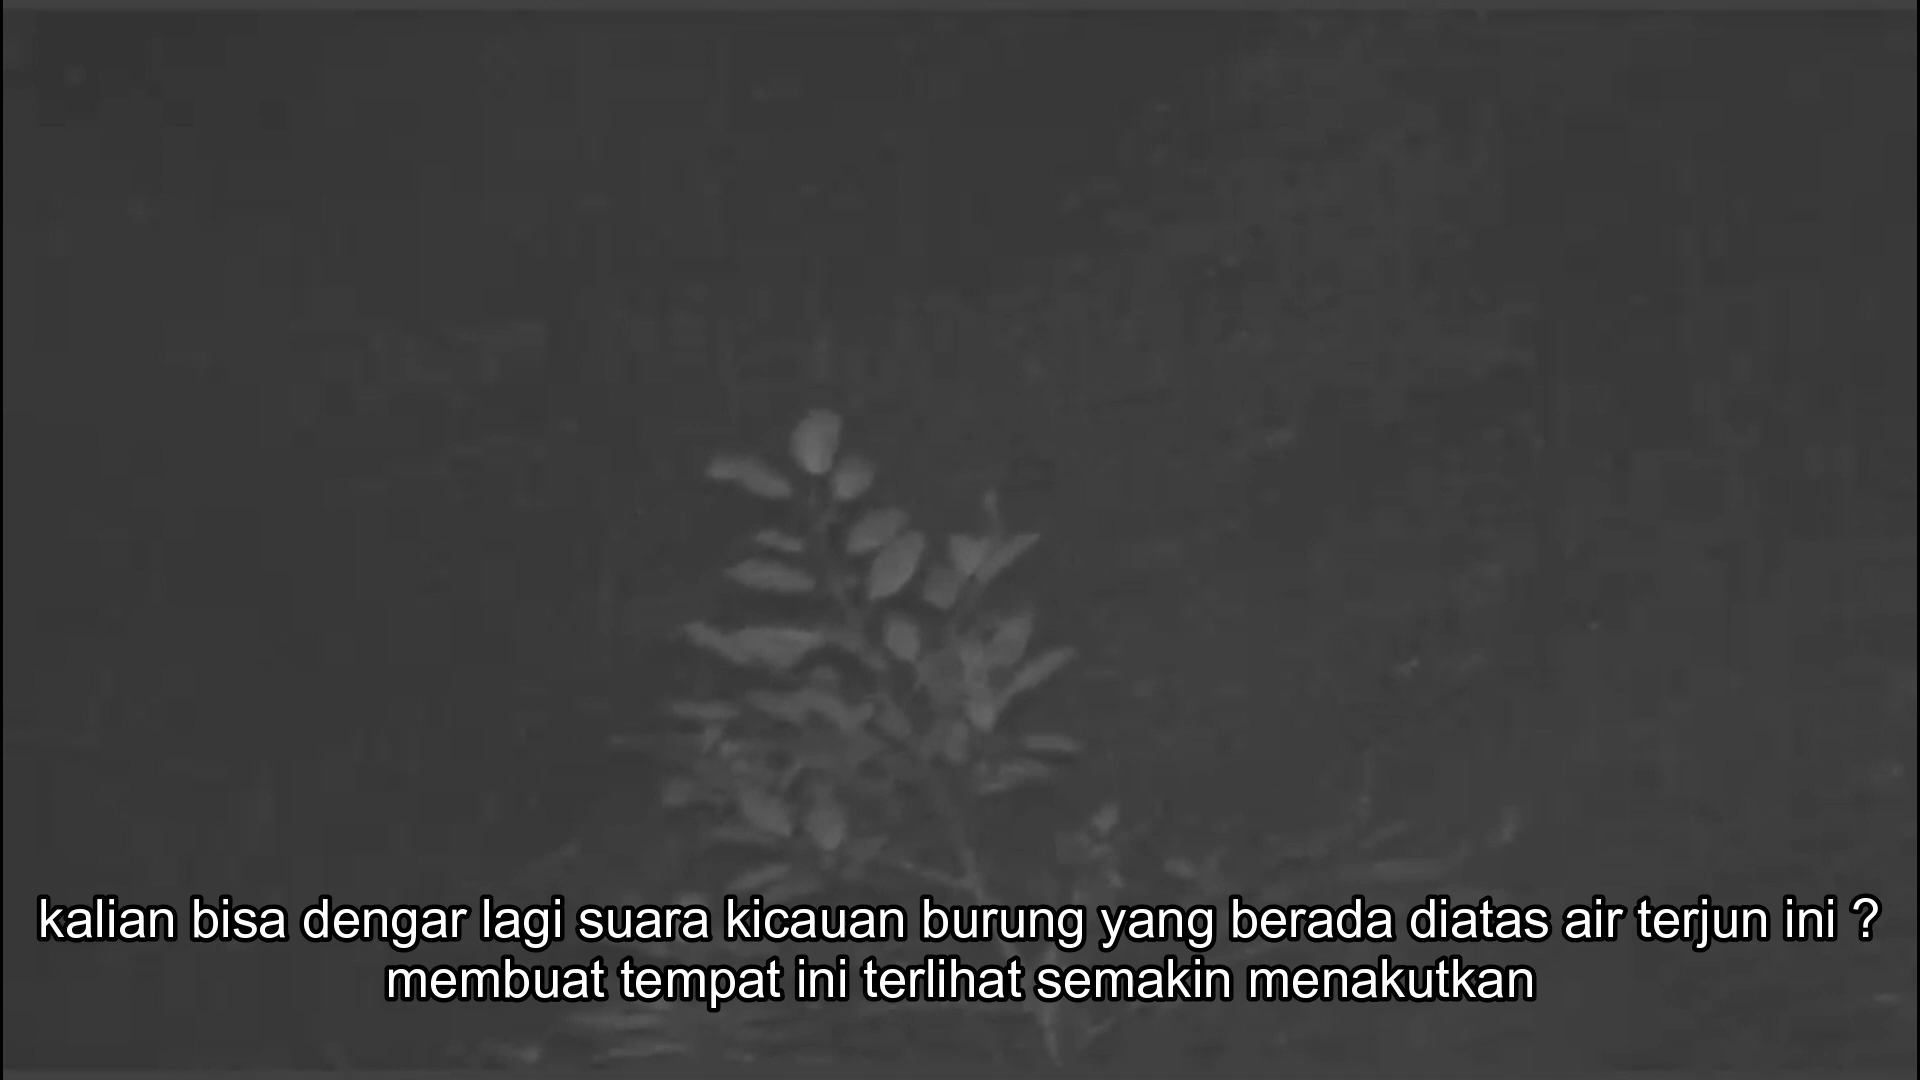 kalian bisa dengar lagi suara kicauan burung yang berada diatas air terjun ini ?
membuat tempat ini terlihat semakin menakutkan